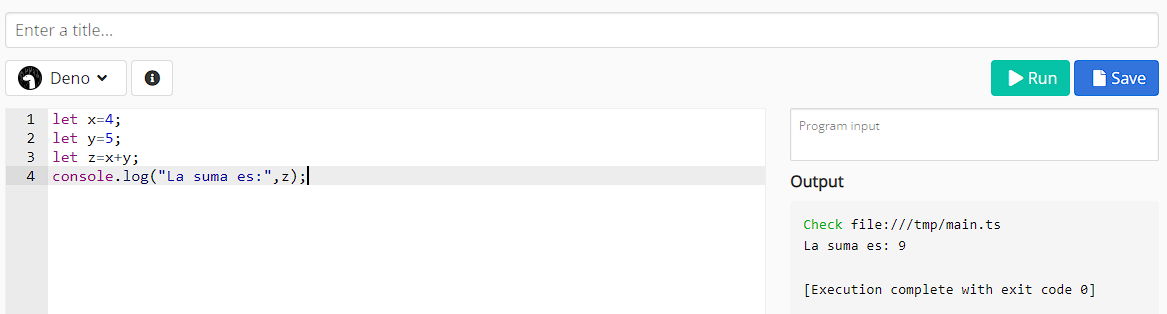 Enter a title...
Deno
Run Save
1 let x=4;
2 let y=5;
3 let z=x+y;
4 console.log("La suma es:",z);
Program input
Output
Check file:///tmp/main.ts
La suma es: 9
[Execution complete with exit code 0]